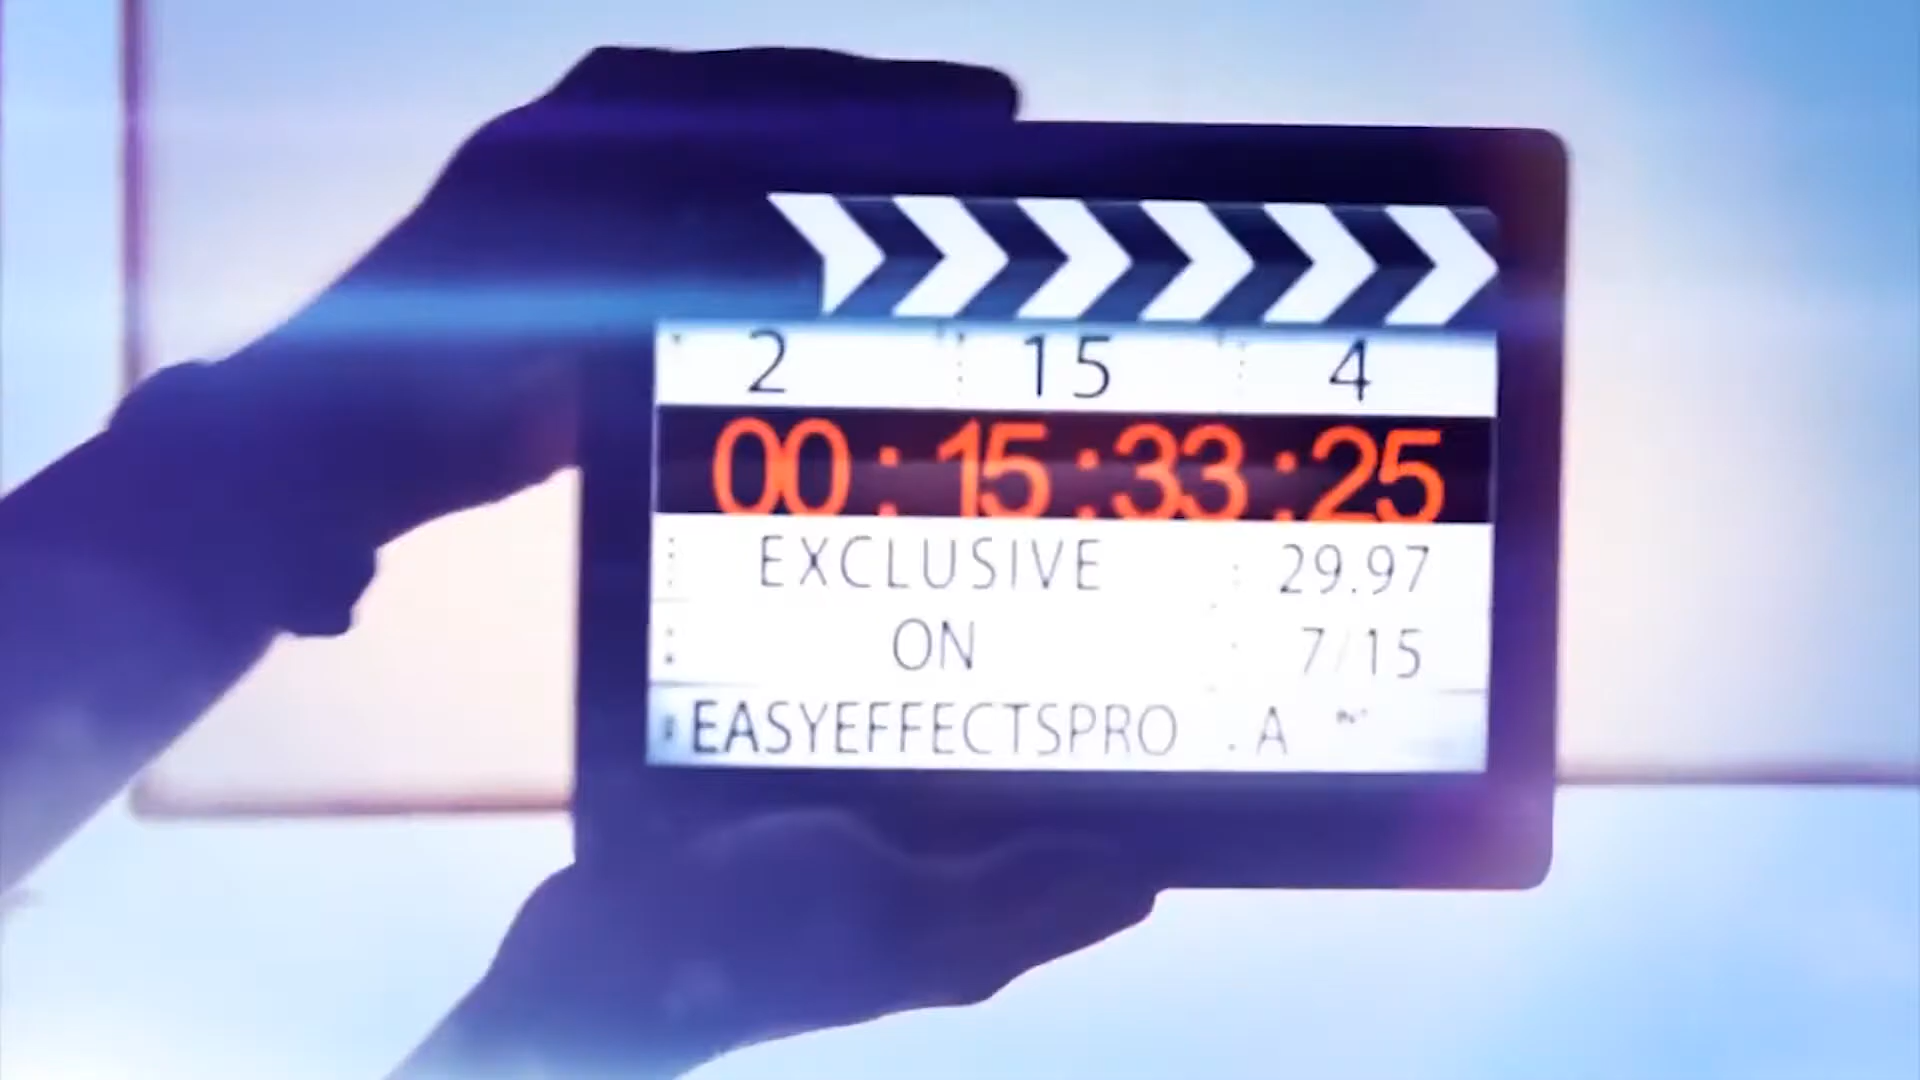 2 15 4
00:15:33:25
EXCLUSIVE 29.97
ON 7/15
EASYEFFECTSPRO A